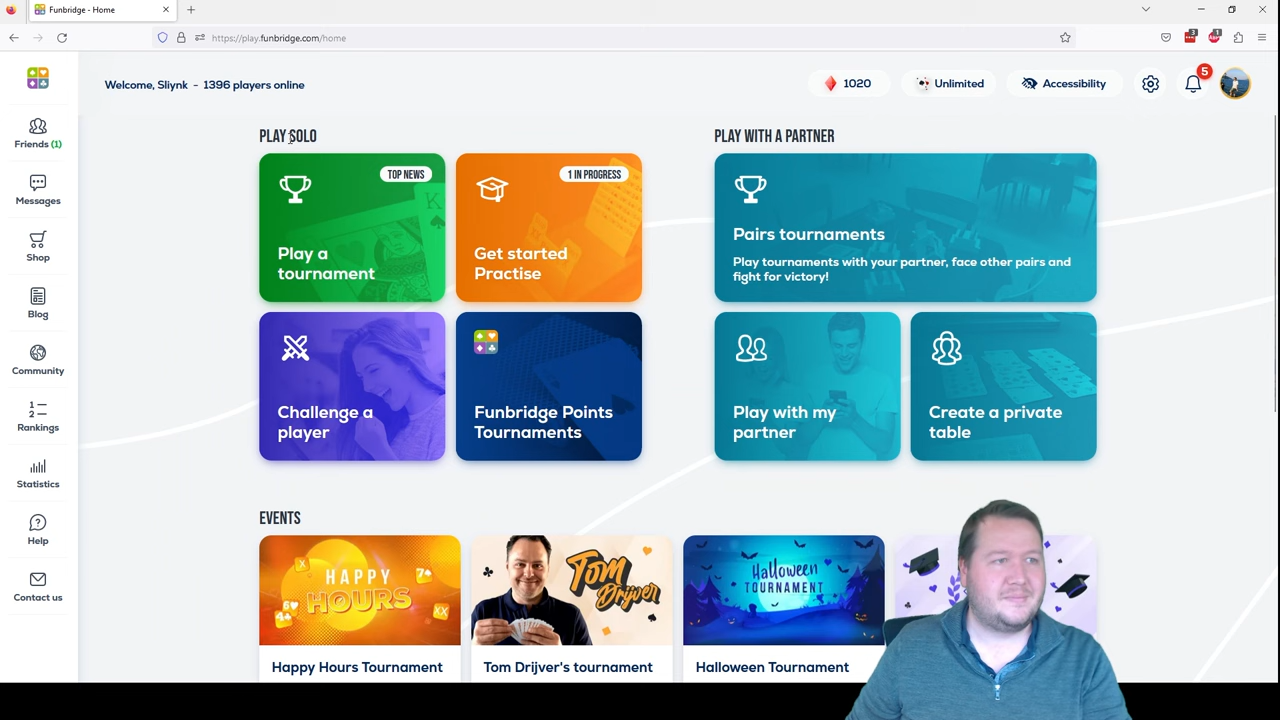 Funbridge - Home
https://play.funbridge.com/home
Welcome, Sliynk - 1396 players online
1020
Unlimited
Accessibility
5
Friends (1)
Messages
Shop
Blog
Community
Rankings
Statistics
Help
Contact us
PLAY SOLO
TOP NEWS
Play a
tournament
1 IN PROGRESS
Get started
Practise
Challenge a
player
Funbridge Points
Tournaments
PLAY WITH A PARTNER
Pairs tournaments
Play tournaments with your partner, face other pairs and
fight for victory!
Play with my
partner
Create a private
table
EVENTS
HAPPY
HOURS
Happy Hours Tournament
Tom
Drijver
Tom Drijver's tournament
Halloween
TOURNAMENT
Halloween Tournament